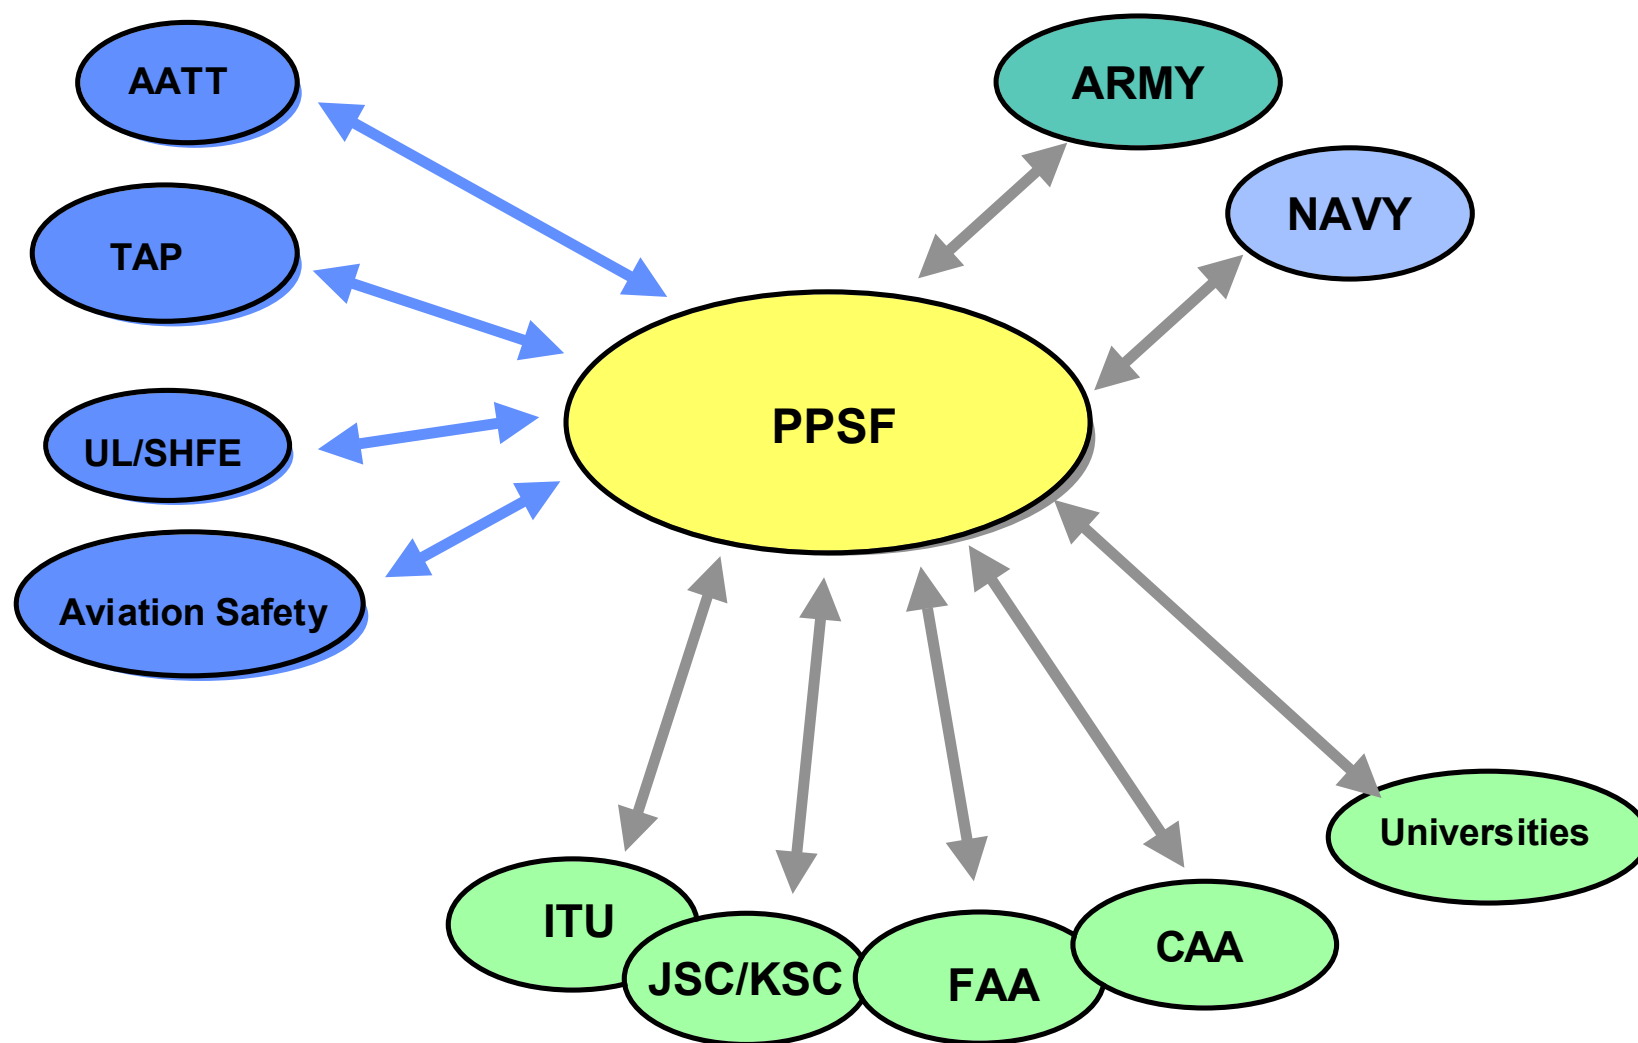 AATT
ARMY
NAVY
TAP
PPSF
UL/SHFE
Aviation Safety
Universities
ITU
JSC/KSC
FAA
CAA